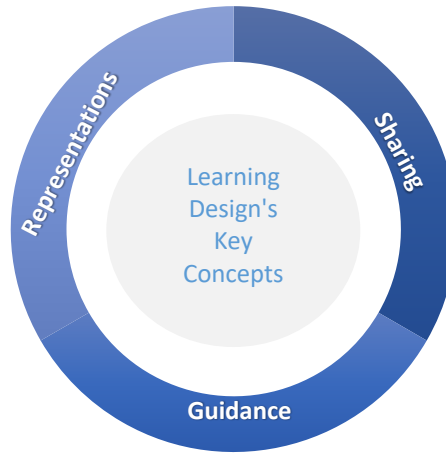 Representations
Sharing
Learning
Design's
Key
Concepts
Guidance